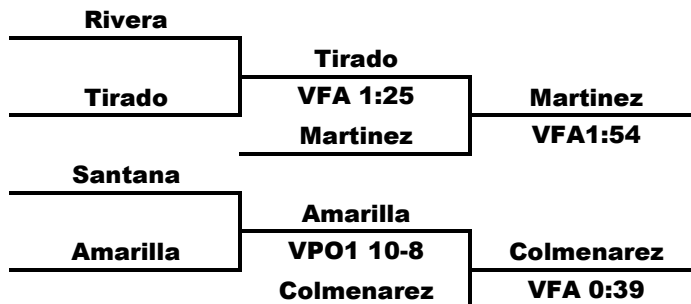 Rivera
Tirado
Tirado
VFA 1:25
Martinez
Martinez
VFA1:54
Santana
Amarilla
Amarilla
VPO1 10-8
Colmenarez
Colmenarez
VFA 0:39